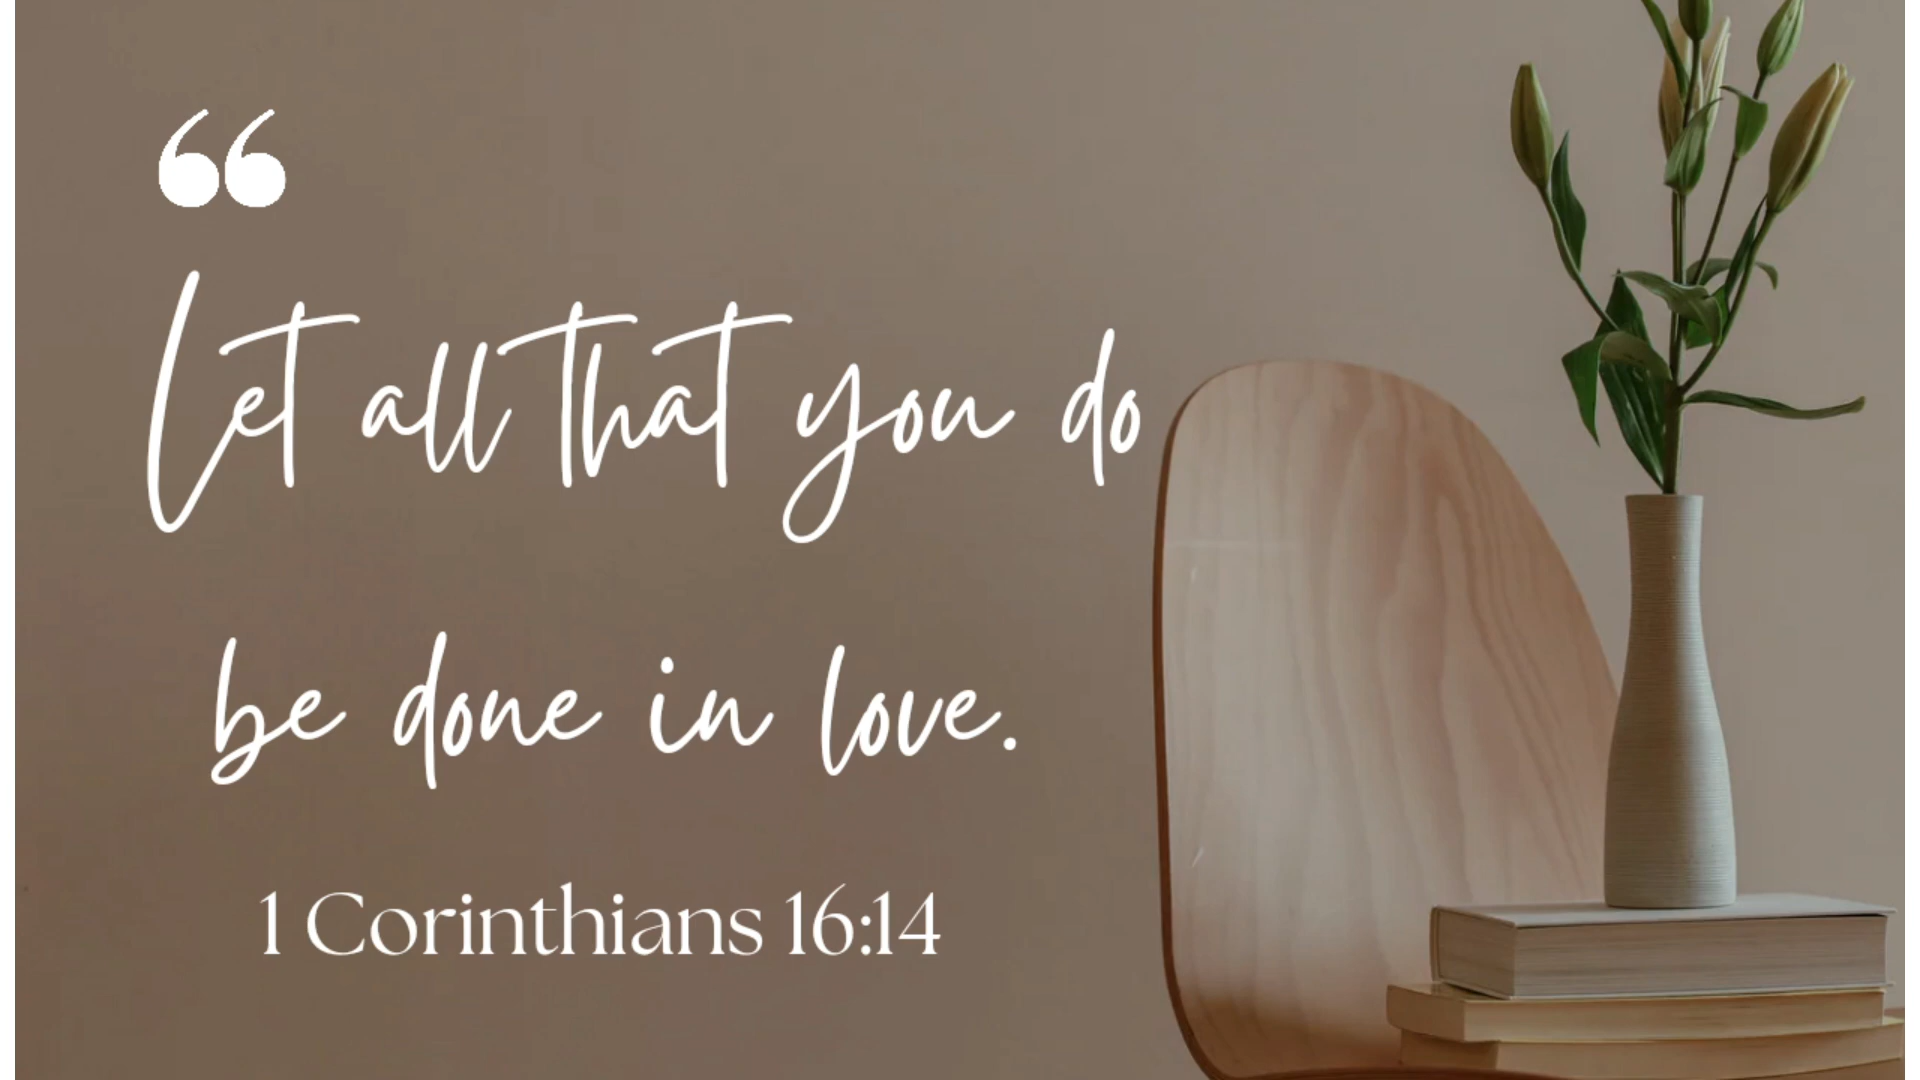 “
Let all that you do
be done in love.
1 Corinthians 16:14